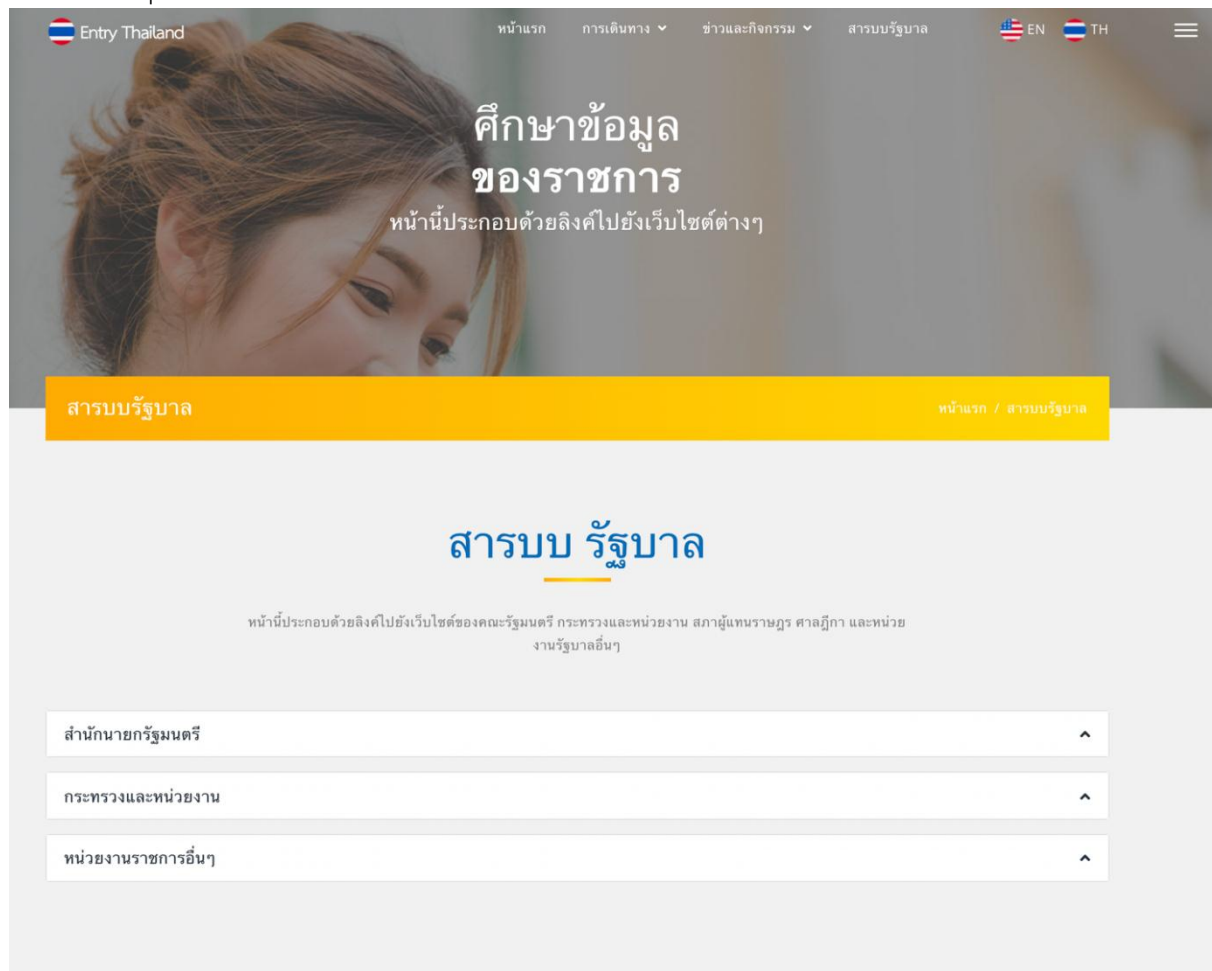 Entry Thailand
หน้าแรก การเดินทาง ข่าวและกิจกรรม สารบบรัฐบาล EN TH
ศึกษาข้อมูล
ของราชการ
หน้านี้ประกอบด้วยลิงค์ไปยังเว็บไซต์ต่างๆ
สารบบรัฐบาล หน้าแรก / สารบบรัฐบาล
สารบบ รัฐบาล
หน้านี้ประกอบด้วยลิงค์ไปยังเว็บไซต์ของคณะรัฐมนตรี กระทรวงและหน่วยงาน สภาผู้แทนราษฎร ศาลฎีกา และหน่วย
งานรัฐบาลอื่นๆ
สำนักนายกรัฐมนตรี
กระทรวงและหน่วยงาน
หน่วยงานราชการอื่นๆ